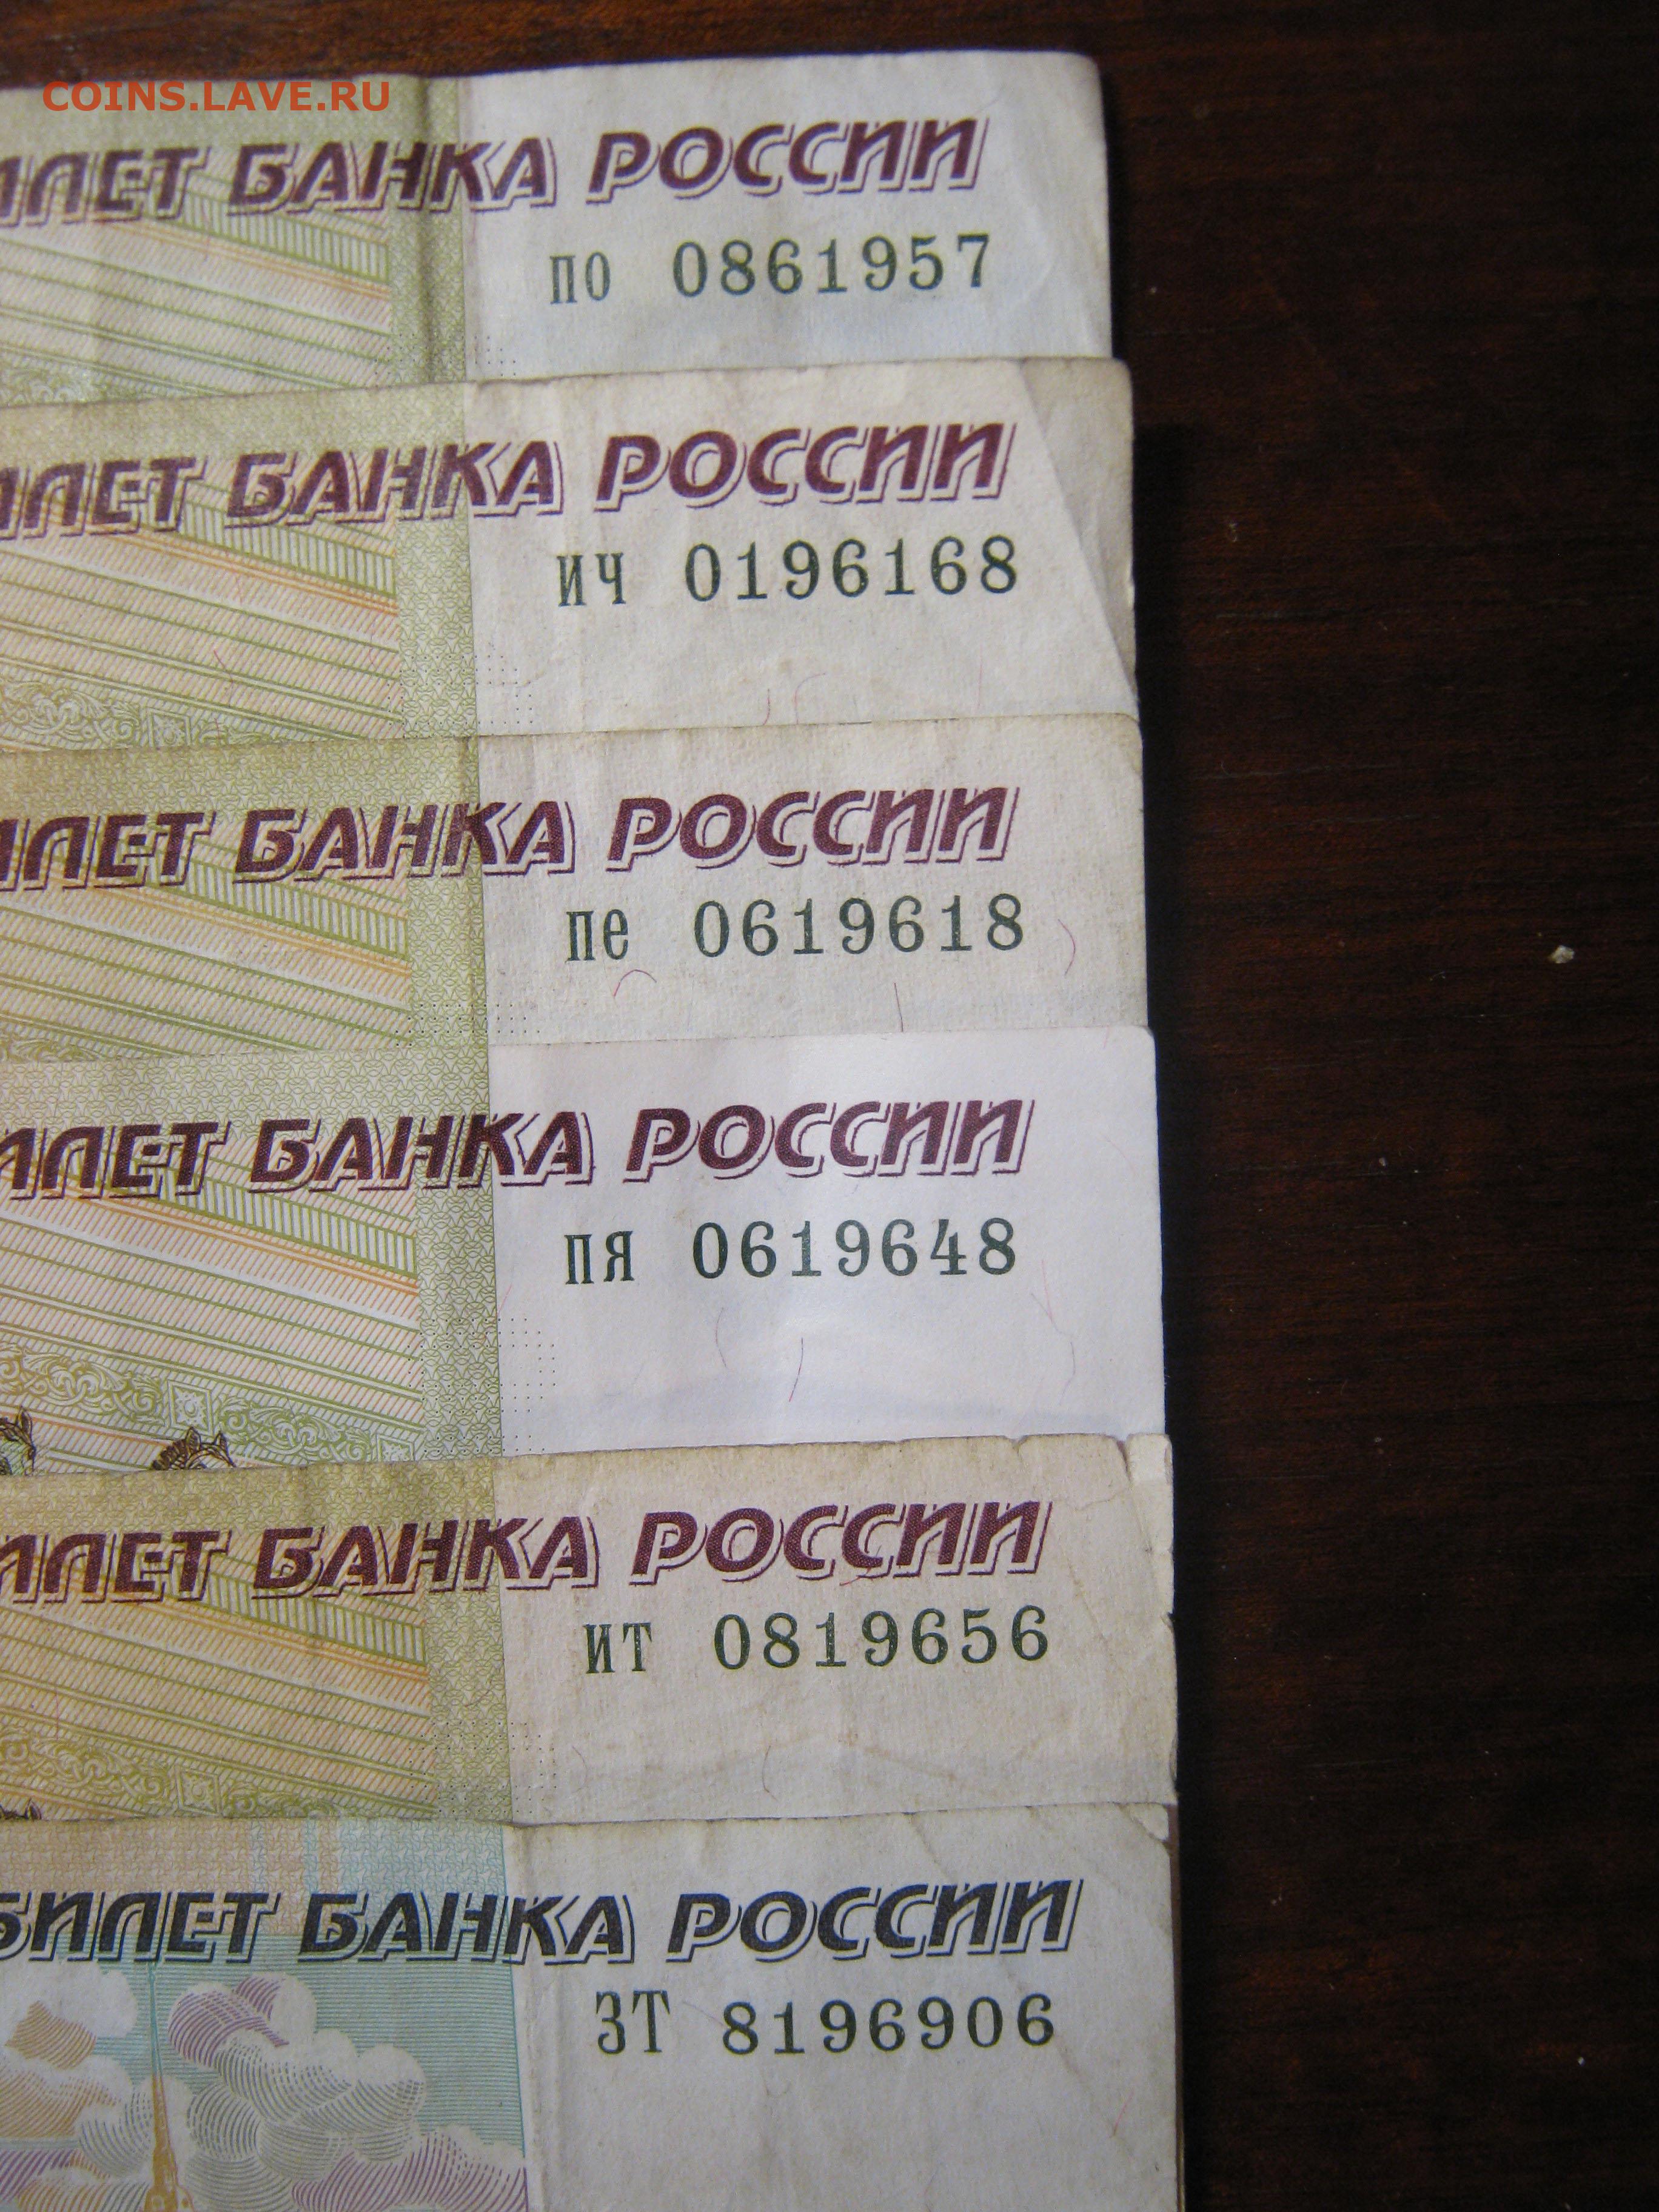 COINS.LAVE.RU
ИЛЕТ БАНКА РОССИИ
по 0861957
ИЛЕТ БАНКА РОССИИ
ИЧ 0196168
ИЛЕТ БАНКА РОССИИ
пе 0619618
ИЛЕТ БАНКА РОССИИ
ПЯ 0619648
ИЛЕТ БАНКА РОССИИ
ИТ 0819656
БИЛЕТ БАНКА РОССИИ
ЗТ 8196906